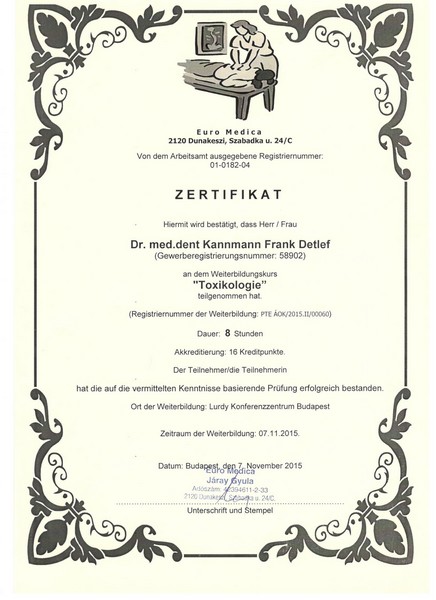 Euro Medica
2120 Dunakeszi, Szabadka u. 24/C
Von dem Arbeitsamt ausgegebene Registriernummer:
01-0182-04
ZERTIFIKAT
Hiermit wird bestätigt, dass Herr / Frau
Dr. med.dent Kannmann Frank Detlef
(Gewerberegistrierungsnummer: 58902)
an dem Weiterbildungskurs
"Toxikologie"
teilgenommen hat.
(Registriernummer der Weiterbildung: PTE ÁOK/2015.II/00060)
Dauer: 8 Stunden
Akkreditierung: 16 Kreditpunkte.
Der Teilnehmer/die Teilnehmerin
hat die auf die vermittelten Kenntnisse basierende Prüfung erfolgreich bestanden.
Ort der Weiterbildung: Lurdy Konferenzzentrum Budapest
Zeitraum der Weiterbildung: 07.11.2015.
Datum: Budapest, den 7. November 2015
Euro Medica
Járay Gyula
Adószám:
2120 Dunakeszi, Szabadka u. 24/C.
Unterschrift und Stempel